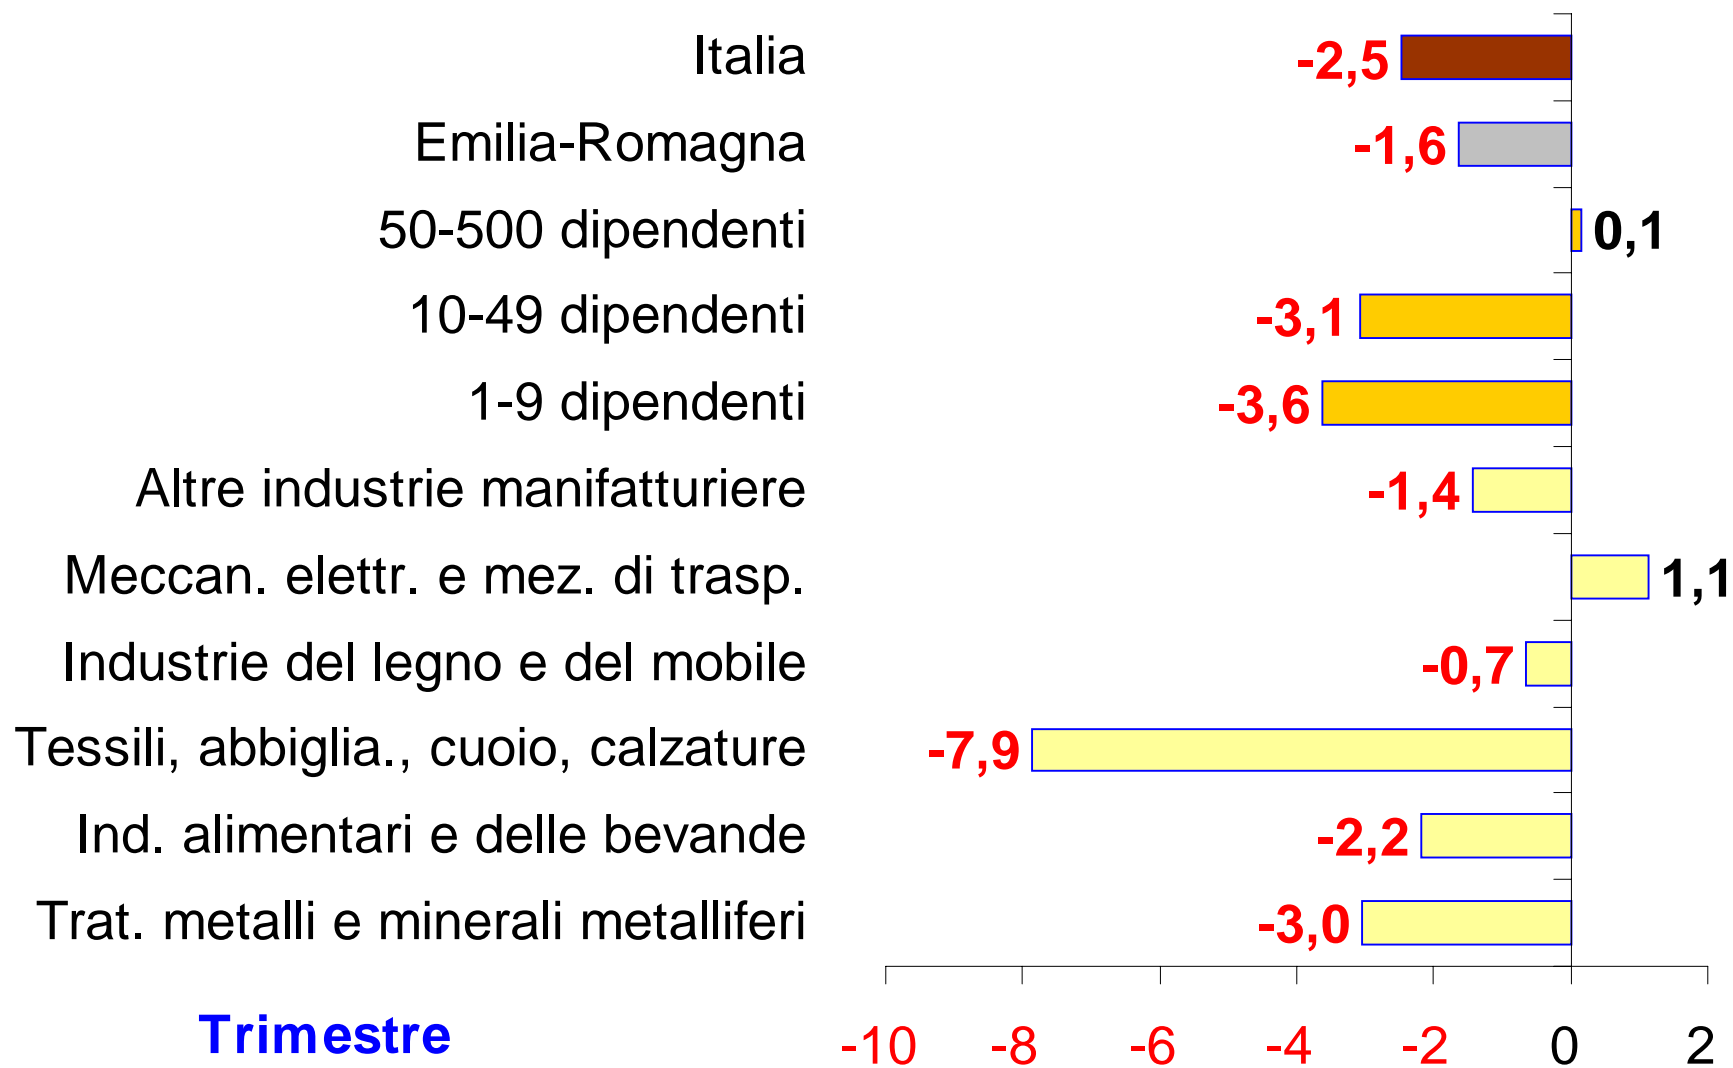 Italia -2,5
Emilia-Romagna -1,6
50-500 dipendenti 0,1
10-49 dipendenti -3,1
1-9 dipendenti -3,6
Altre industrie manifatturiere -1,4
Meccan. elettr. e mez. di trasp. 1,1
Industrie del legno e del mobile -0,7
Tessili, abbiglia., cuoio, calzature -7,9
Ind. alimentari e delle bevande -2,2
Trat. metalli e minerali metalliferi -3,0
Trimestre -10 -8 -6 -4 -2 0 2